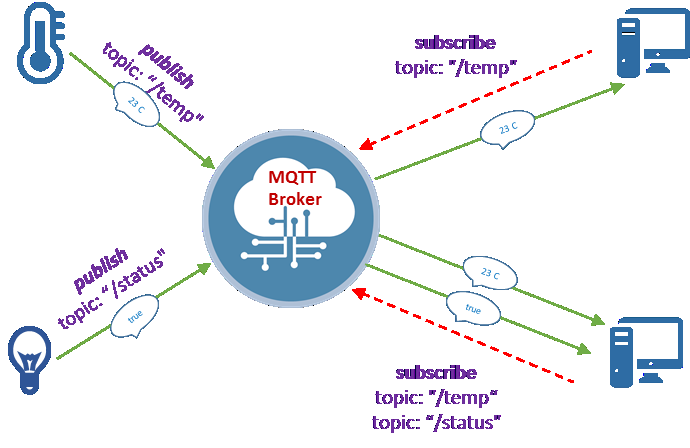 publish
topic: “/temp"
23 C
subscribe
topic: "/temp"
23 C
MQTT
Broker
publish
topic: “/status"
true
23 C
true
subscribe
topic: "/temp“
topic: “/status"